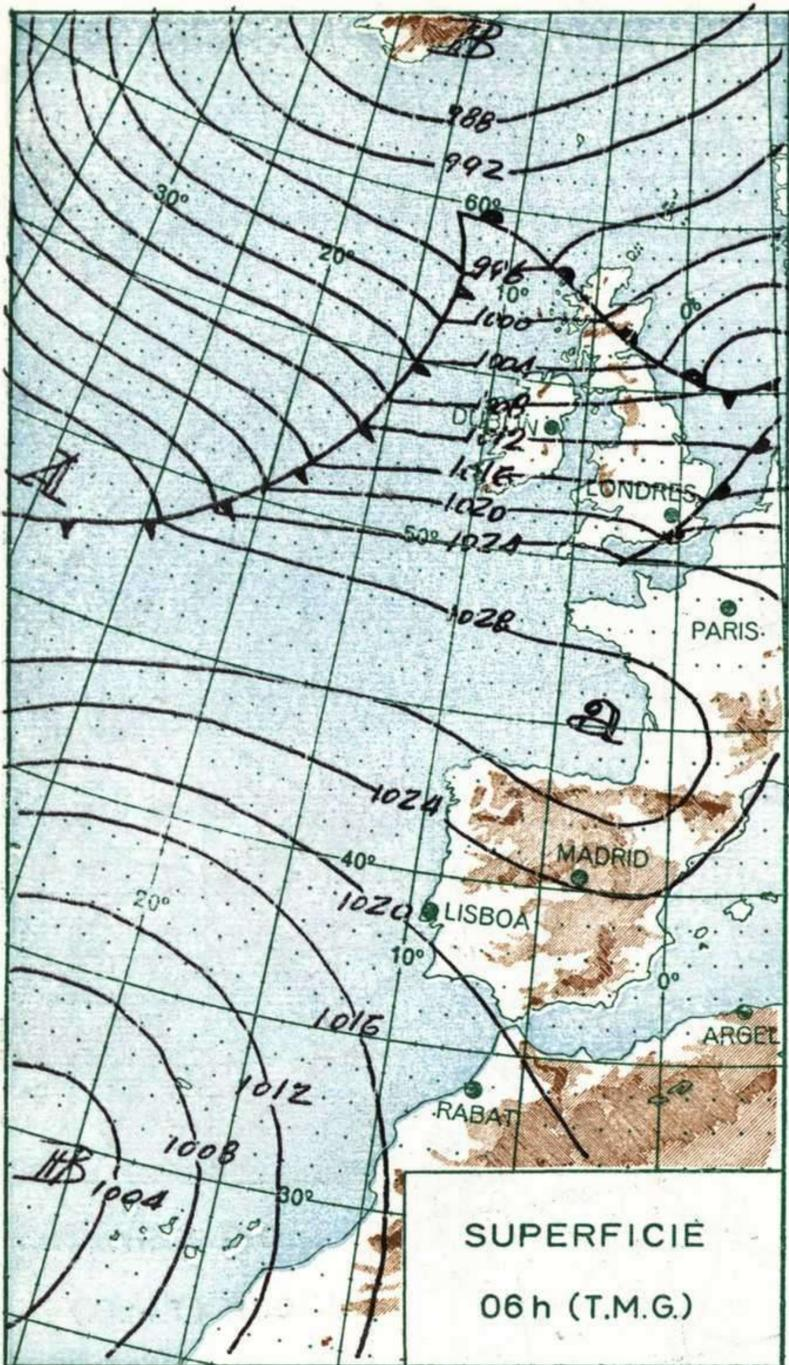 B
988
992
30°
60°
20°
996
10°
1000
0°
1004
1008
DUBLIN
1012
A
1016
LONDRES
1020
50°
1024
1028
PARIS
A
1024
MADRID
40°
20°
1020
LISBOA
10°
0°
1016
ARGEL
1012
RABAT
1008
B
1004
30°
SUPERFICIE
06h (T.M.G.)